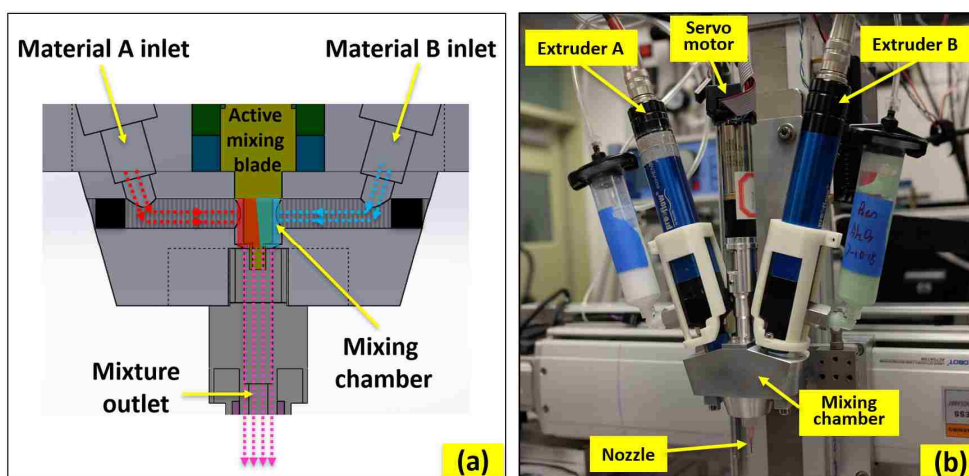 Material A inlet
Material B inlet
Active
mixing
blade
Mixture
outlet
Mixing
chamber
(a)
Extruder A
Servo
motor
Extruder B
Mixing
chamber
Nozzle
(b)